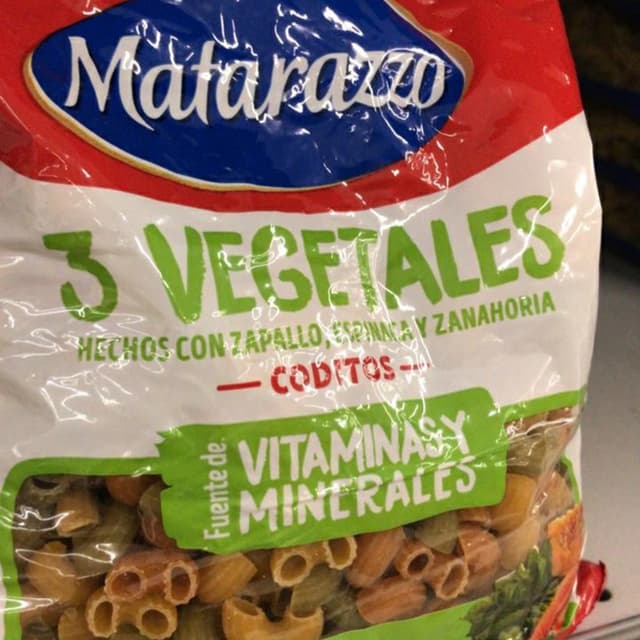 Matarazzo
3 VEGETALES
HECHOS CON ZAPALLO, ESPINACA Y ZANAHORIA
— CODITOS —
Fuente de
VITAMINAS Y
MINERALES